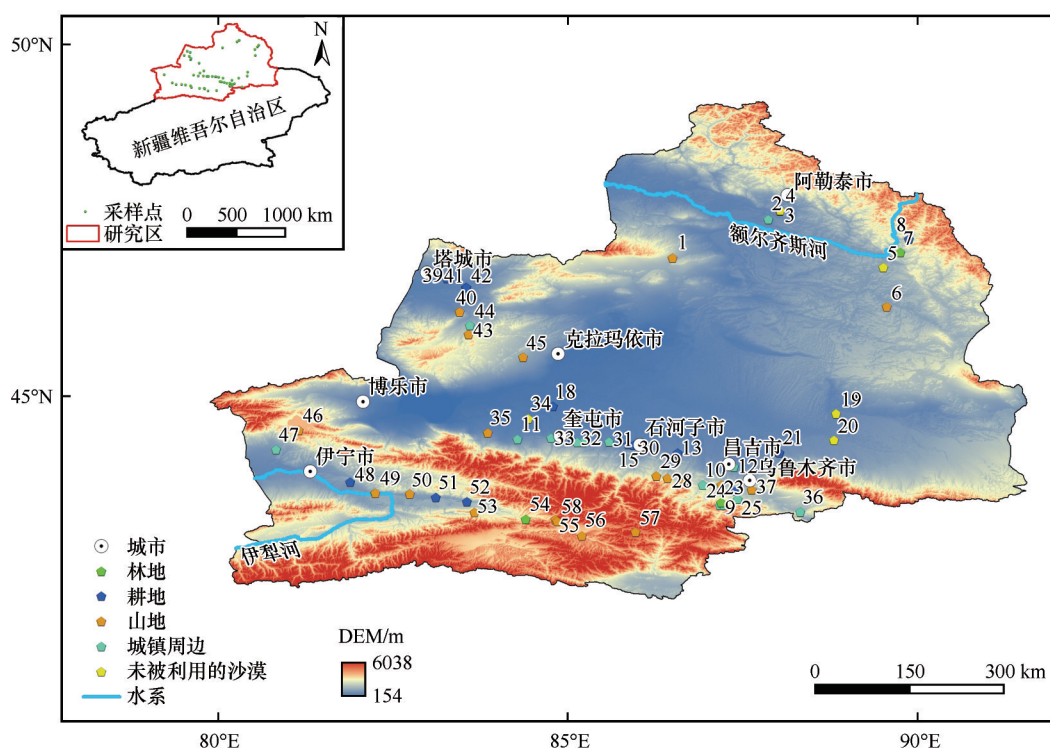 50°N
45°N
80°E
85°E
90°E
N
新疆维吾尔自治区
采样点
研究区
0 500 1000 km
阿勒泰市
4
2
3
额尔齐斯河
8
7
5
6
1
塔城市
39 41 42
40
44
43
45
克拉玛依市
博乐市
18
34
35
11
奎屯市
33 32 31
石河子市
30
13
15
29
28
19
20
21
昌吉市
10 12
乌鲁木齐市
24 23 37
9 25
36
46
47
伊宁市
48 49 50 51 52
53
54
58
55 56
57
伊犁河
城市
林地
耕地
山地
城镇周边
未被利用的沙漠
水系
DEM/m
6038
154
0 150 300 km